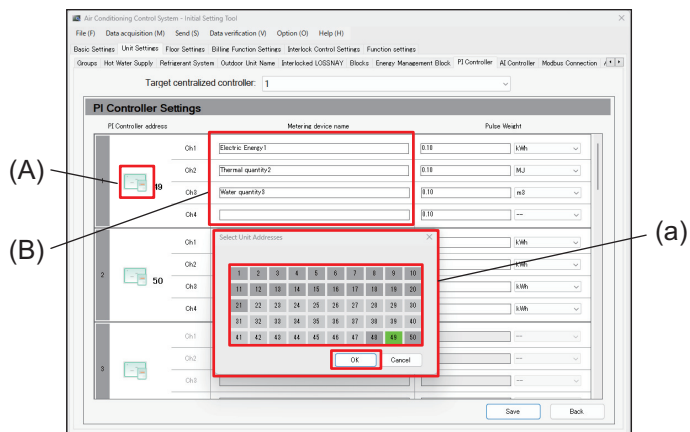 Air Conditioning Control System - Initial Setting Tool
File (F) Data acquisition (M) Send (S) Data verification (V) Option (O) Help (H)
Basic Settings Unit Settings Floor Settings Billing Function Settings Interlock Control Settings Function settings
Groups Hot Water Supply Refrigerant System Outdoor Unit Name Interlocked LOSSNAY Blocks Energy Management Block PI Controller AI Controller Modbus Connection
Target centralized controller: 1
PI Controller Settings
PI Controller address Metering device name Pulse Weight
Ch1 Electric Energy1 0.10 kWh
(A) 1 49 Ch2 Thermal quantity2 0.10 MJ
Ch3 Water quantity3 0.10 m3
Ch4 0.10 --
(B) Ch1 Select Unit Addresses kWh (a)
Ch2 kWh
1 2 3 4 5 6 7 8 9 10
2 50 Ch3 11 12 13 14 15 16 17 18 19 20 kWh
Ch4 21 22 23 24 25 26 27 28 29 30 kWh
31 32 33 34 35 36 37 38 39 40
Ch1 41 42 43 44 45 46 47 48 49 50 --
3 Ch2 OK Cancel --
Ch3 --
Save Back